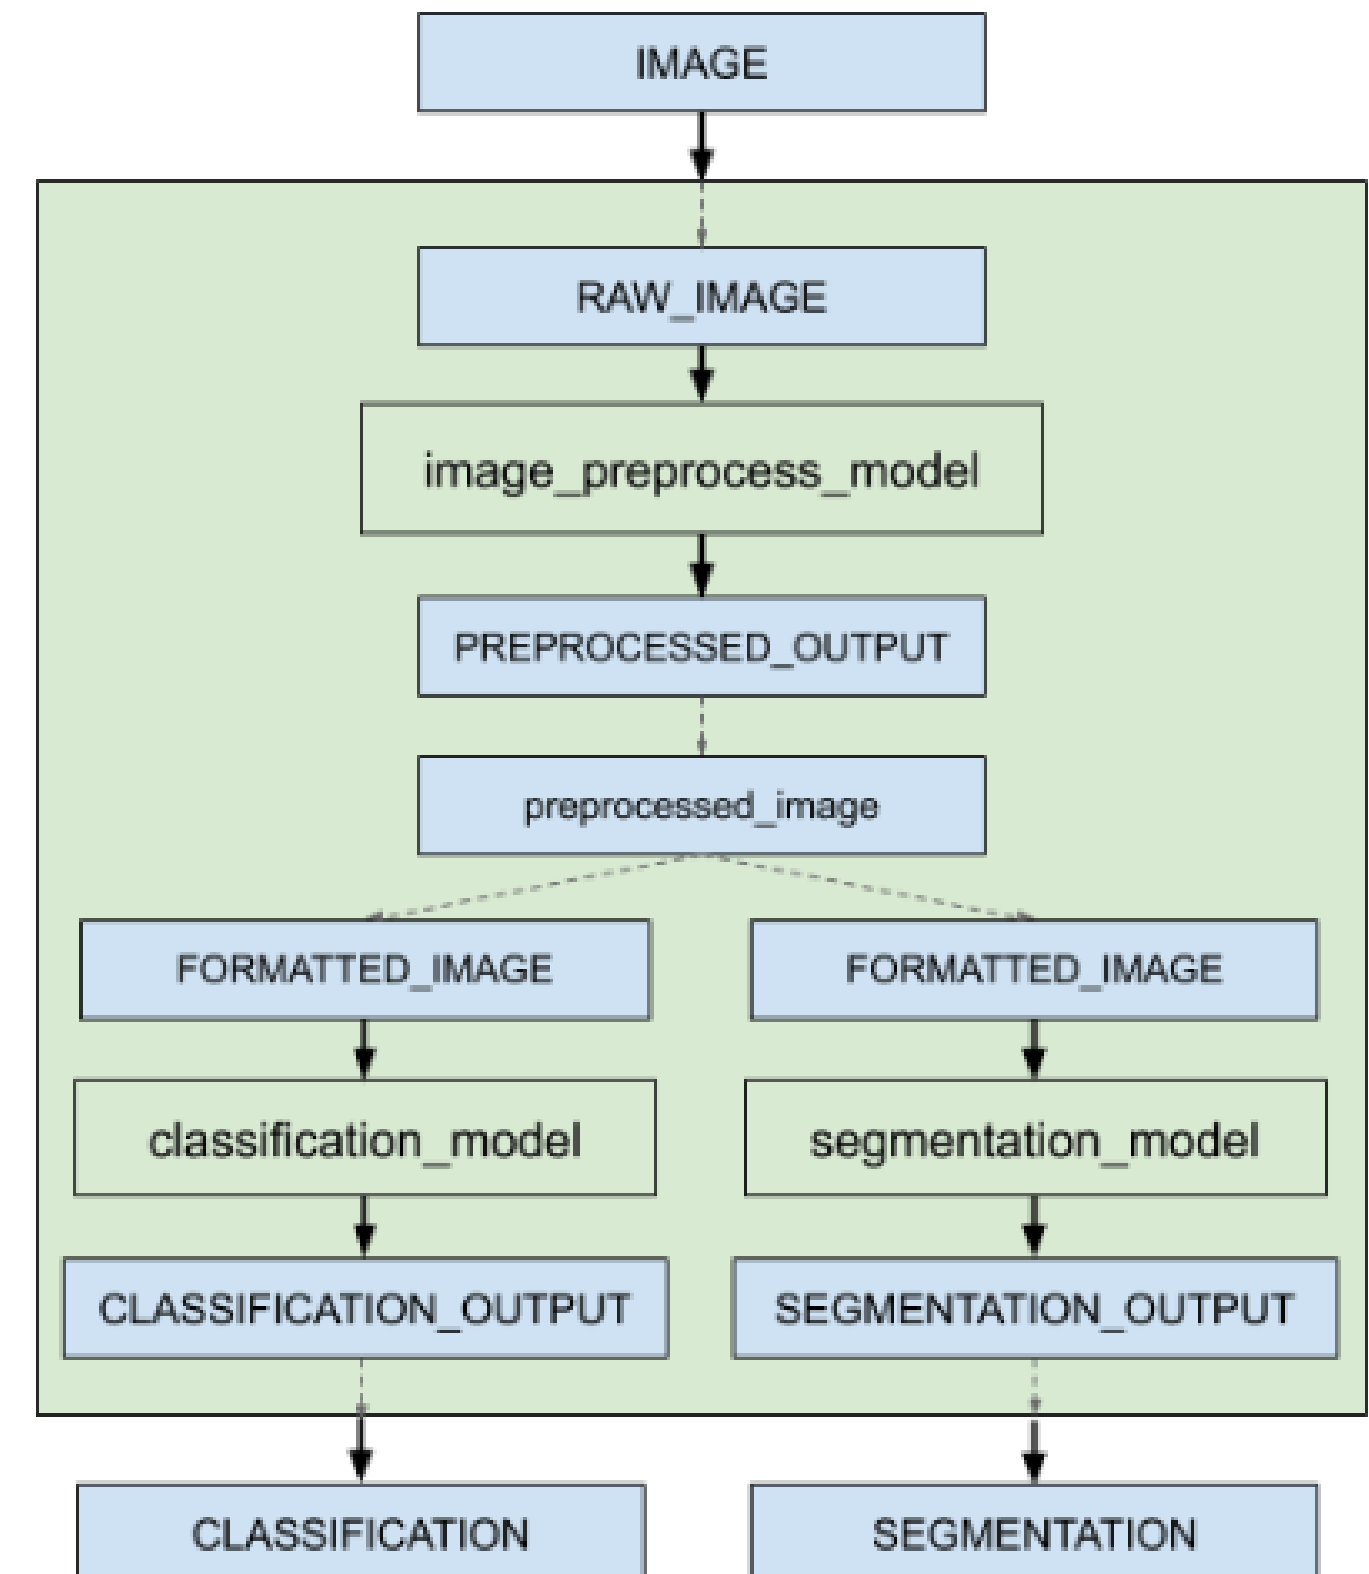 IMAGE
RAW_IMAGE
image_preprocess_model
PREPROCESSED_OUTPUT
preprocessed_image
FORMATTED_IMAGE
FORMATTED_IMAGE
classification_model
segmentation_model
CLASSIFICATION_OUTPUT
SEGMENTATION_OUTPUT
CLASSIFICATION
SEGMENTATION